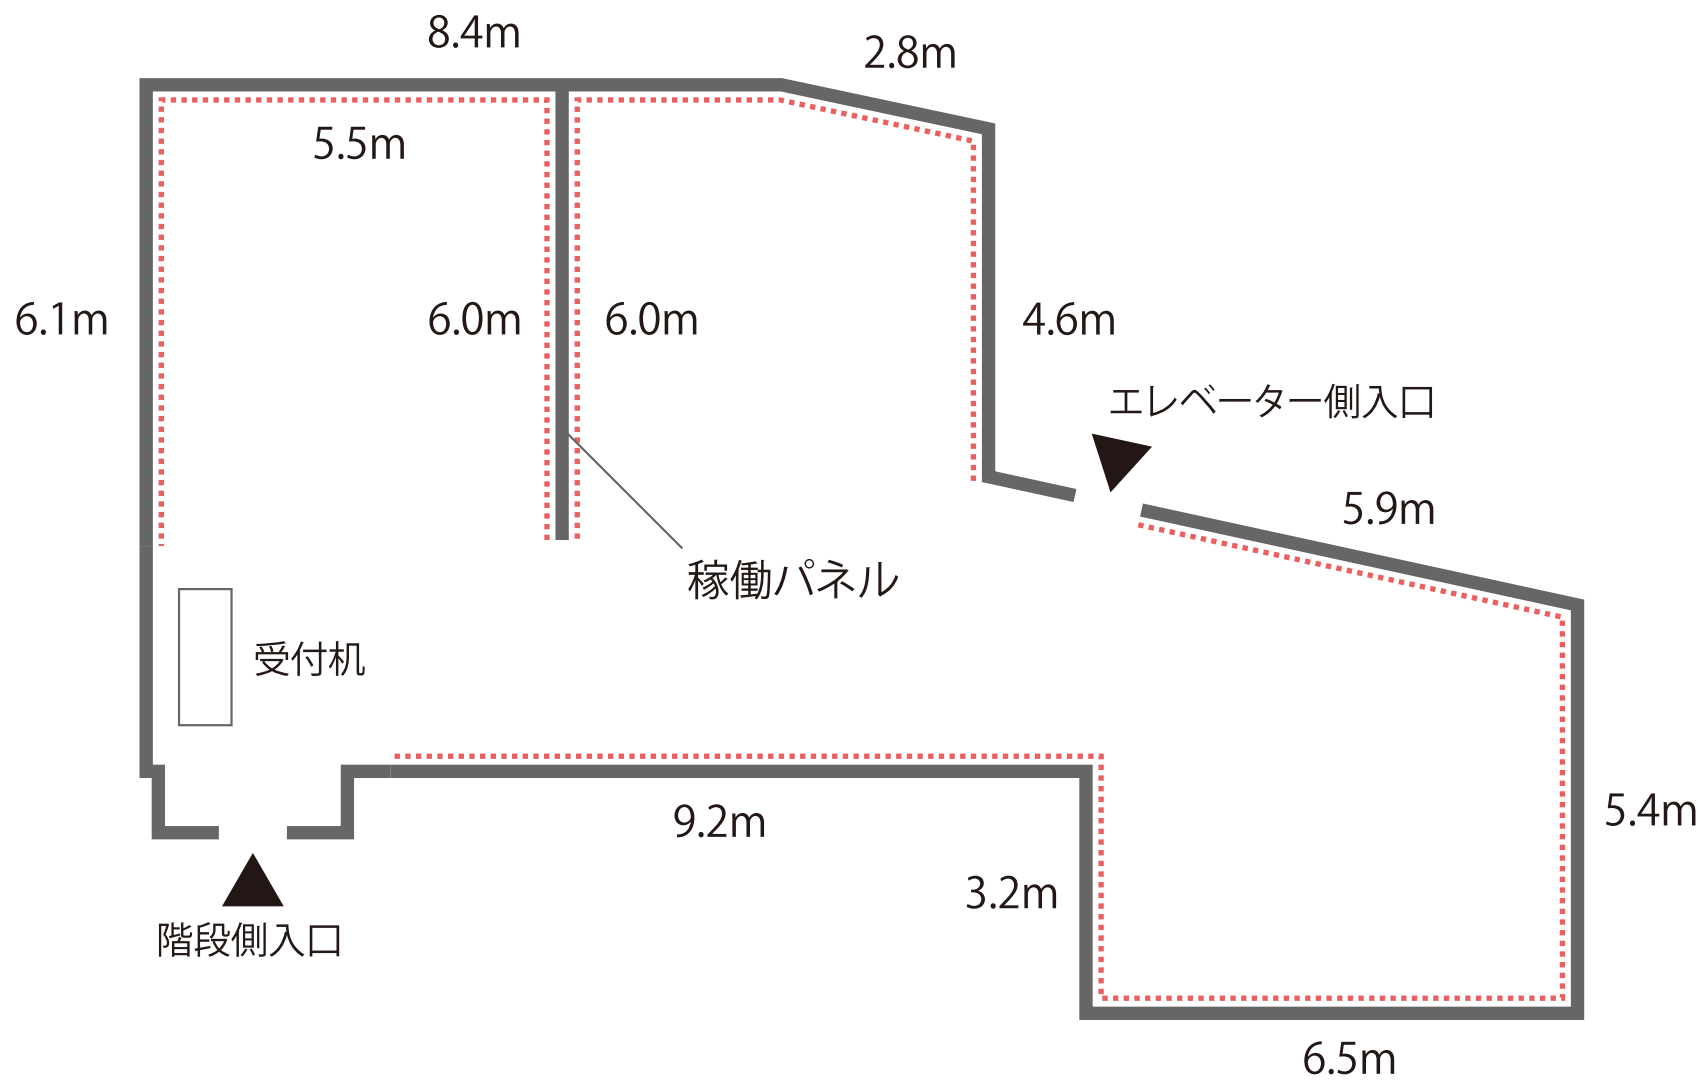 8.4m
2.8m
5.5m
6.1m
6.0m
6.0m
4.6m
エレベーター側入口
5.9m
稼働パネル
受付机
9.2m
5.4m
3.2m
階段側入口
6.5m